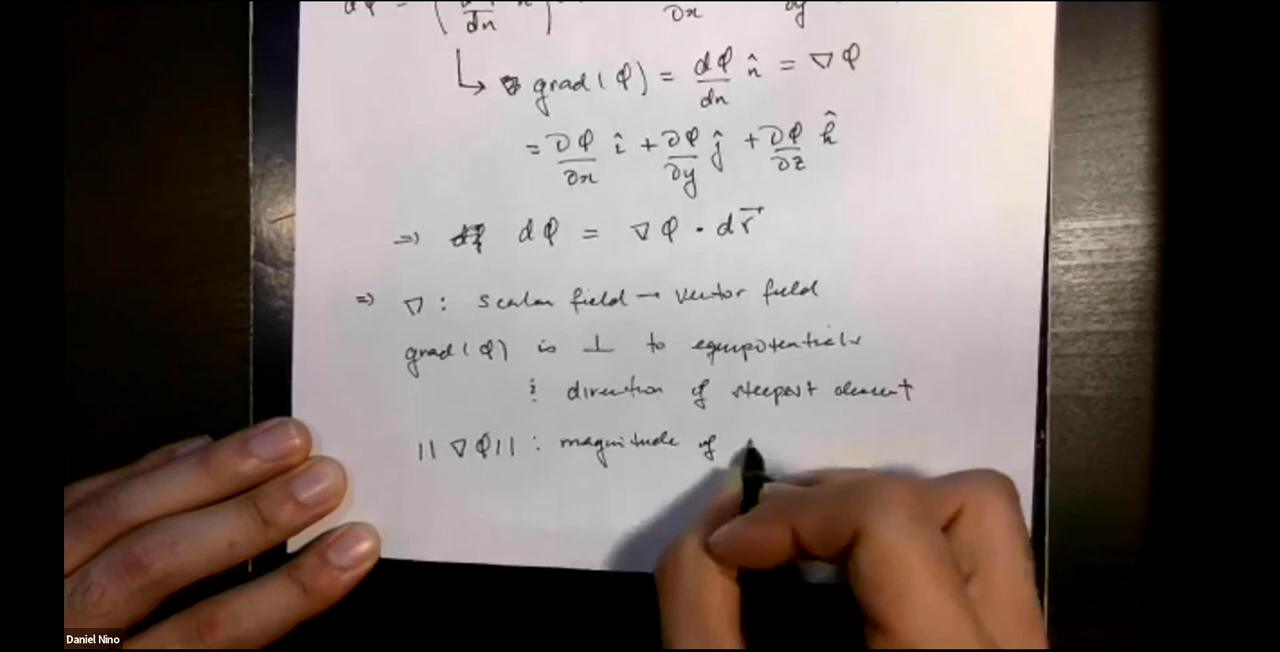 dn ∂x ∂y
↳ grad(φ) = dφ/dn n̂ = ∇φ
= ∂φ/∂x î + ∂φ/∂y ĵ + ∂φ/∂z k̂
⇒ dφ = ∇φ · dr⃗
⇒ ∇ : scalar field → vector field
grad(φ) is ⊥ to equipotentials
: direction of steepest
||∇φ|| : magnitude of
Daniel Nino